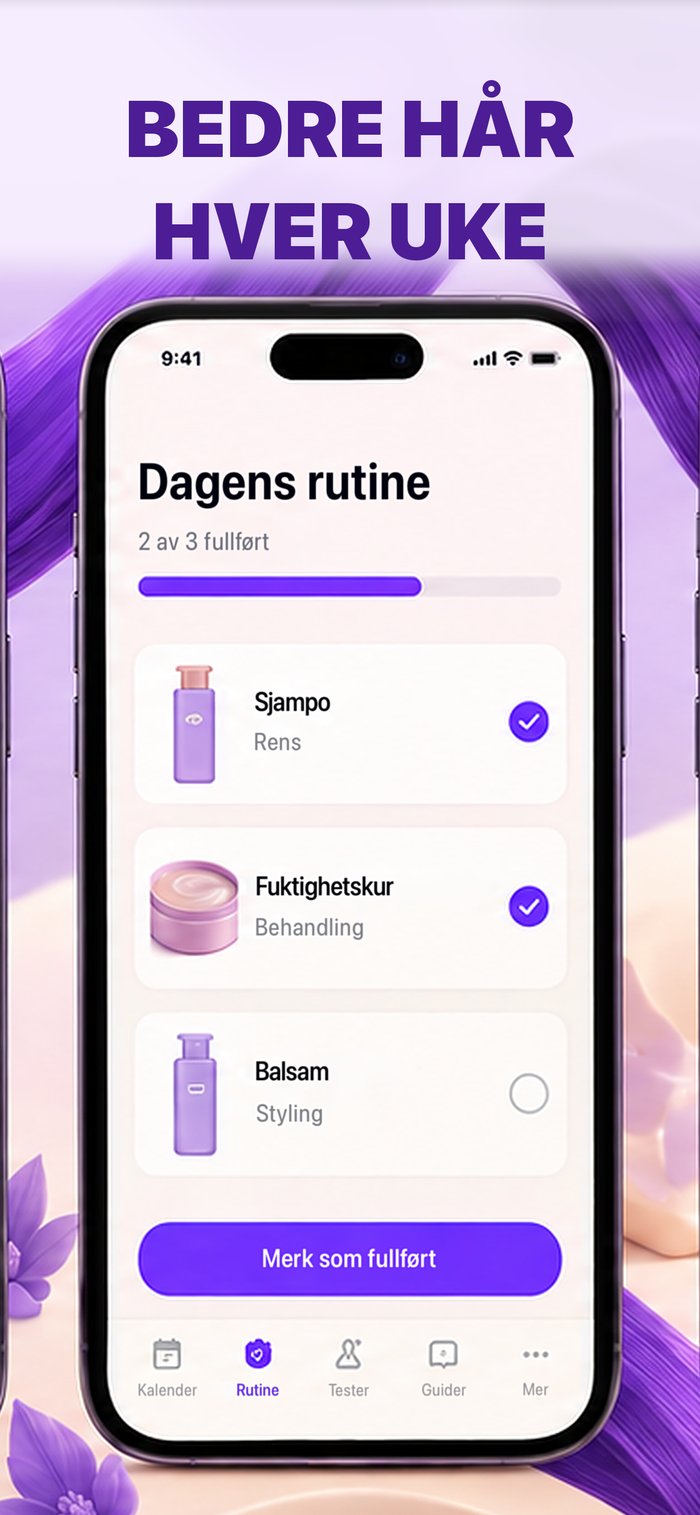 BEDRE HÅR
HVER UKE
9:41
Dagens rutine
2 av 3 fullført
Sjampo
Rens
Fuktighetskur
Behandling
Balsam
Styling
Merk som fullført
Kalender
Rutine
Tester
Guider
Mer